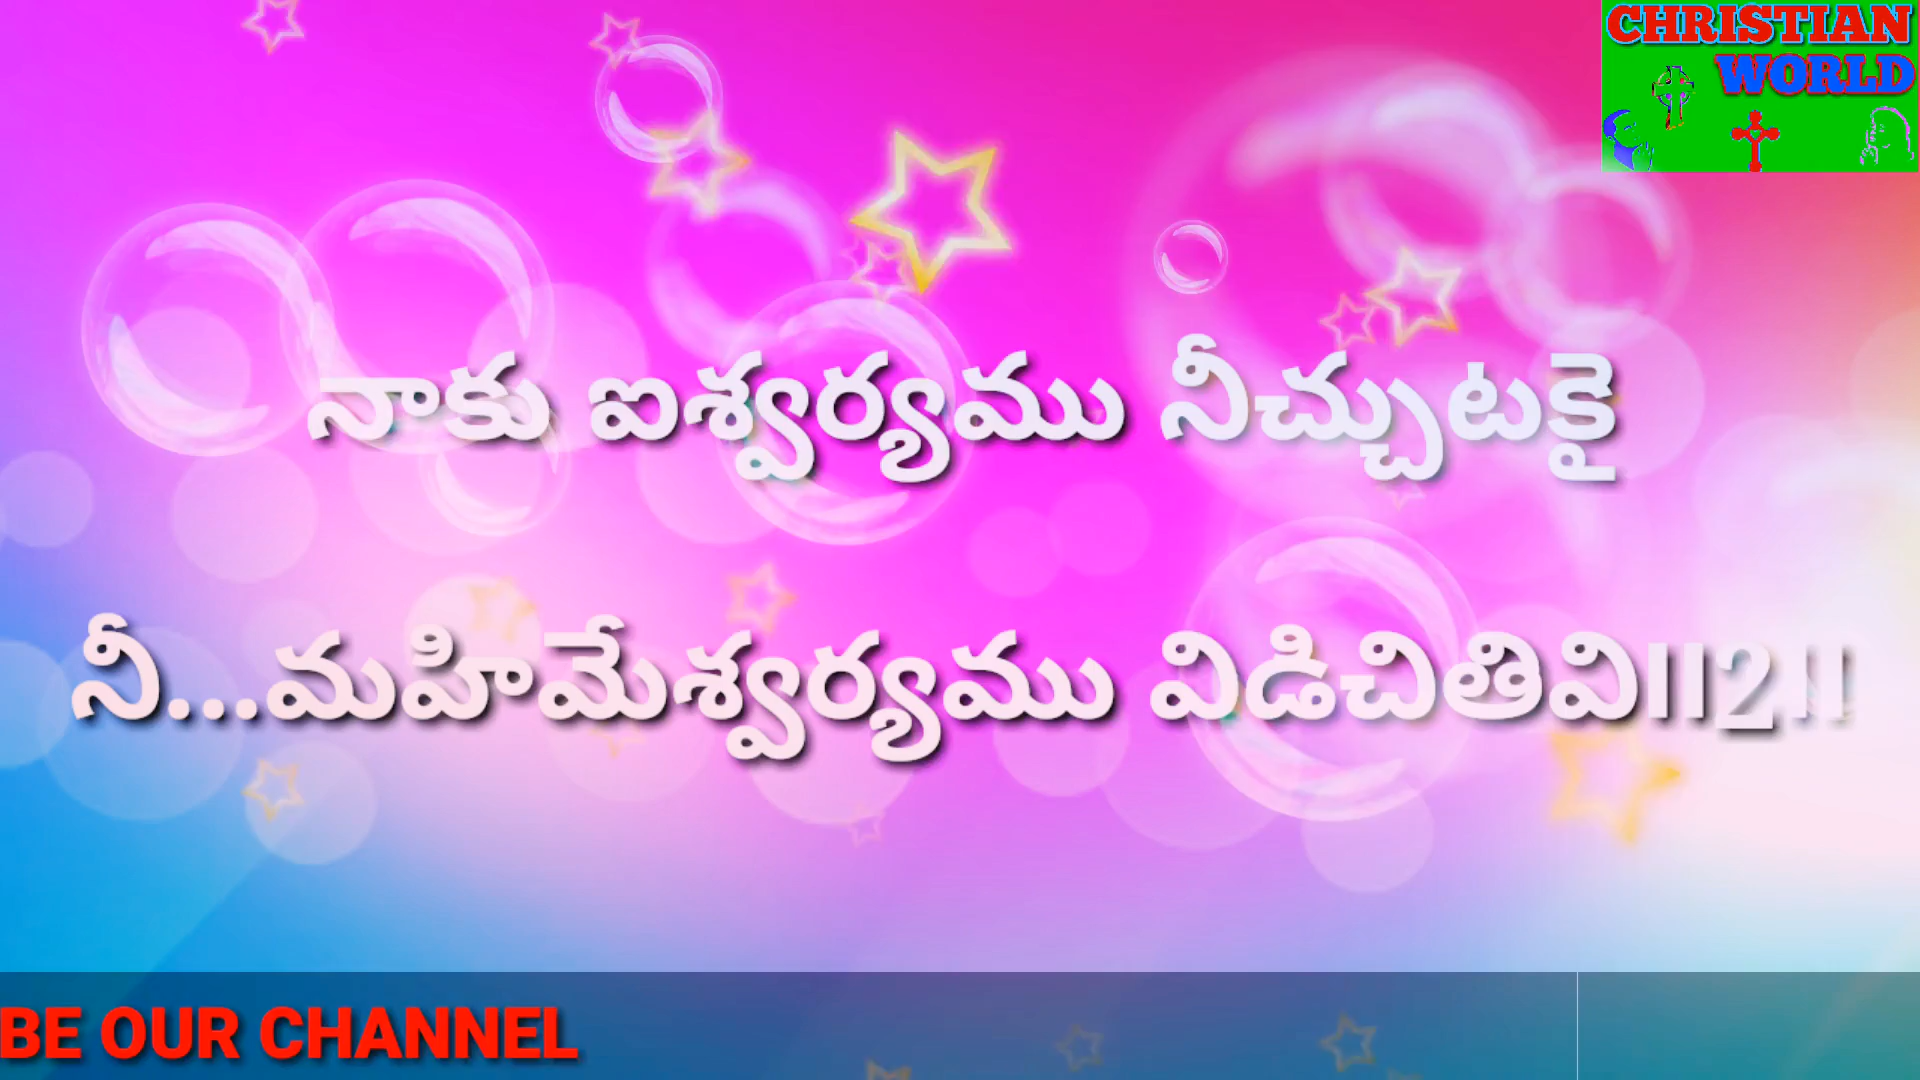 CHRISTIAN
WORLD
నాకు ఐశ్వర్యము నీచ్చుటకై
నీ...మహిమేశ్వర్యము విడిచితివి||2||
BE OUR CHANNEL